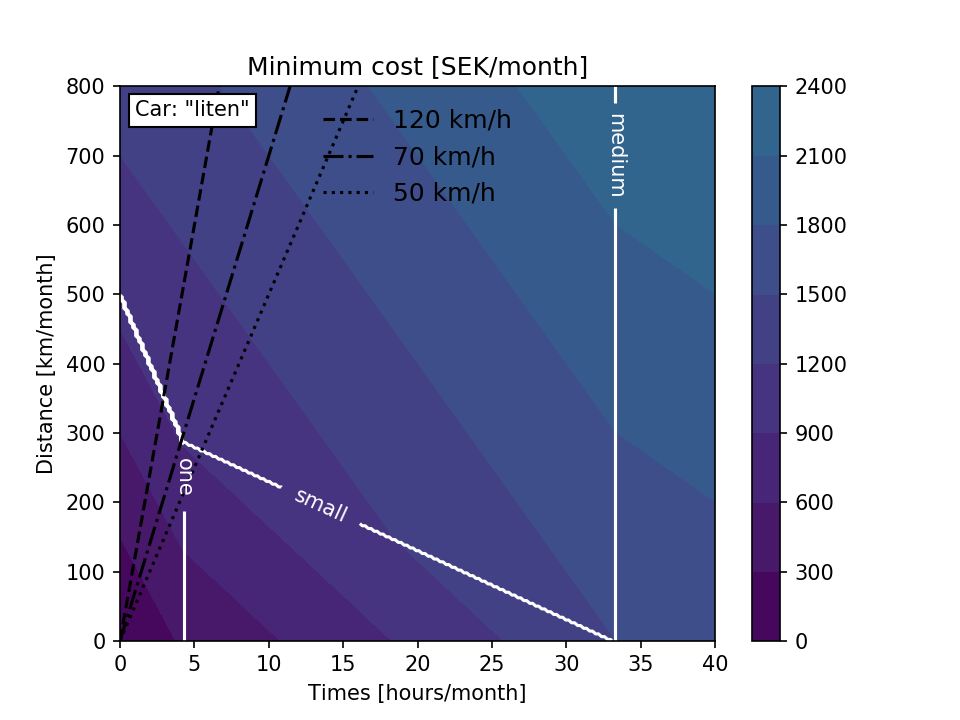 Minimum cost [SEK/month]
Car: "liten"
120 km/h
70 km/h
50 km/h
medium
one
small
800
700
600
500
400
300
200
100
0
Distance [km/month]
0 5 10 15 20 25 30 35 40
Times [hours/month]
2400
2100
1800
1500
1200
900
600
300
0